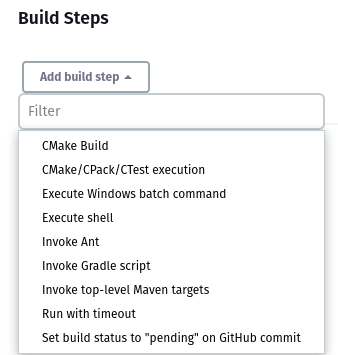 Build Steps
Add build step
Filter
CMake Build
CMake/CPack/CTest execution
Execute Windows batch command
Execute shell
Invoke Ant
Invoke Gradle script
Invoke top-level Maven targets
Run with timeout
Set build status to "pending" on GitHub commit